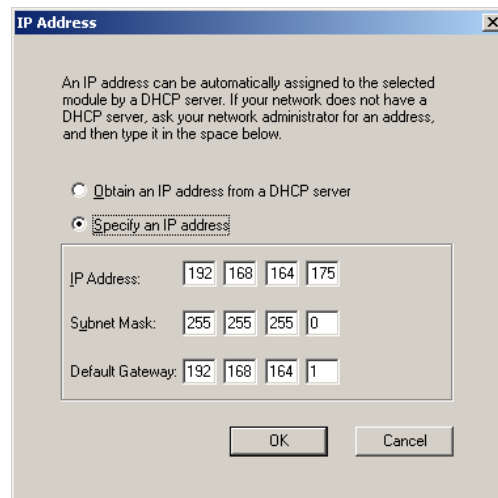 IP Address
An IP address can be automatically assigned to the selected
module by a DHCP server. If your network does not have a
DHCP server, ask your network administrator for an address,
and then type it in the space below.
Obtain an IP address from a DHCP server
Specify an IP address
IP Address: 192 168 164 175
Subnet Mask: 255 255 255 0
Default Gateway: 192 168 164 1
OK Cancel